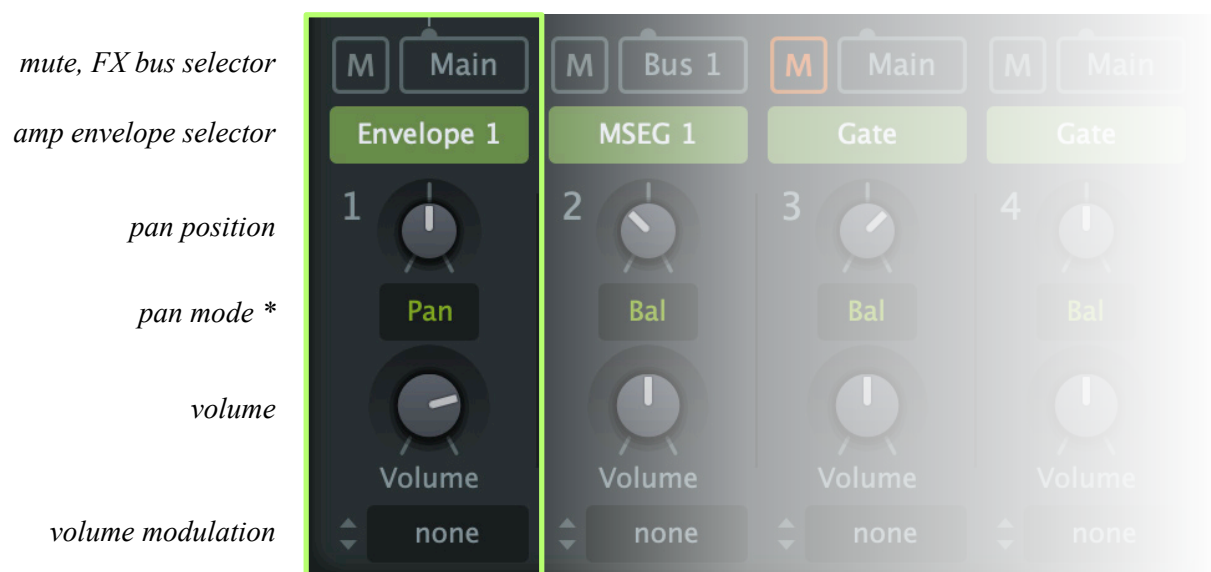 mute, FX bus selector M Main M Bus 1 M Main M Main
amp envelope selector Envelope 1 MSEG 1 Gate Gate
pan position 1 2 3 4
pan mode * Pan Bal Bal Bal
volume
Volume Volume Volume Volume
volume modulation none none none none